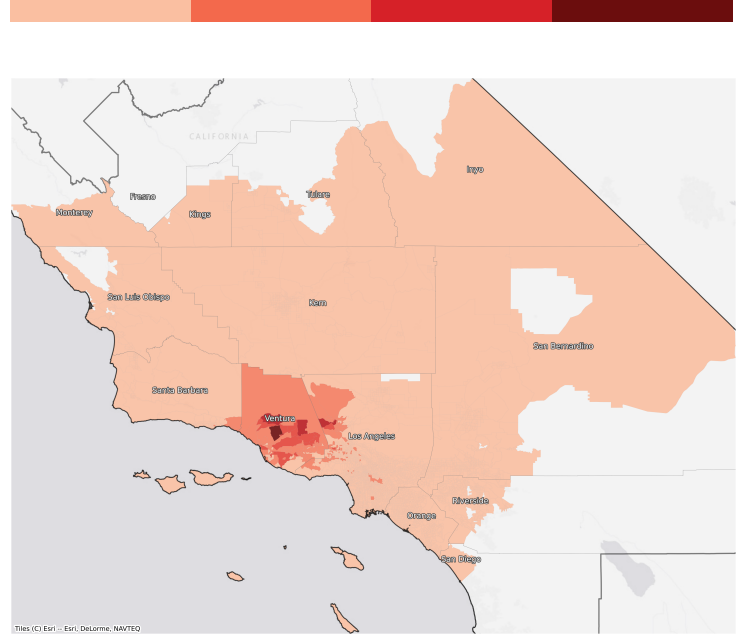 CALIFORNIA
Inyo
Tulare
Fresno
Monterey
Kings
San Luis Obispo
Kern
San Bernardino
Santa Barbara
Ventura
Los Angeles
Riverside
Orange
San Diego
Tiles (C) Esri -- Esri, DeLorme, NAVTEQ